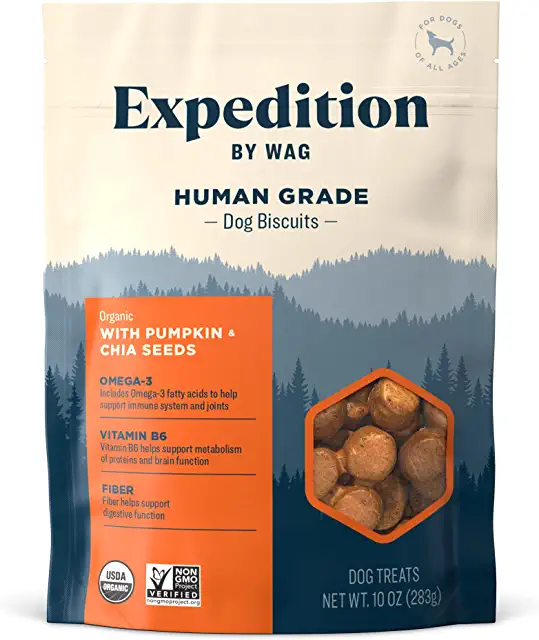 FOR DOGS
OF ALL AGES
Expedition
BY WAG
HUMAN GRADE
— Dog Biscuits —
Organic
WITH PUMPKIN &
CHIA SEEDS
OMEGA-3
Includes Omega-3 fatty acids to help
support immune system and joints
VITAMIN B6
Vitamin B6 helps support metabolism
of proteins and brain function
FIBER
Fiber helps support
digestive function
USDA
ORGANIC
NON
GMO
Project
VERIFIED
nongmoproject.org
DOG TREATS
NET WT. 10 OZ (283g)